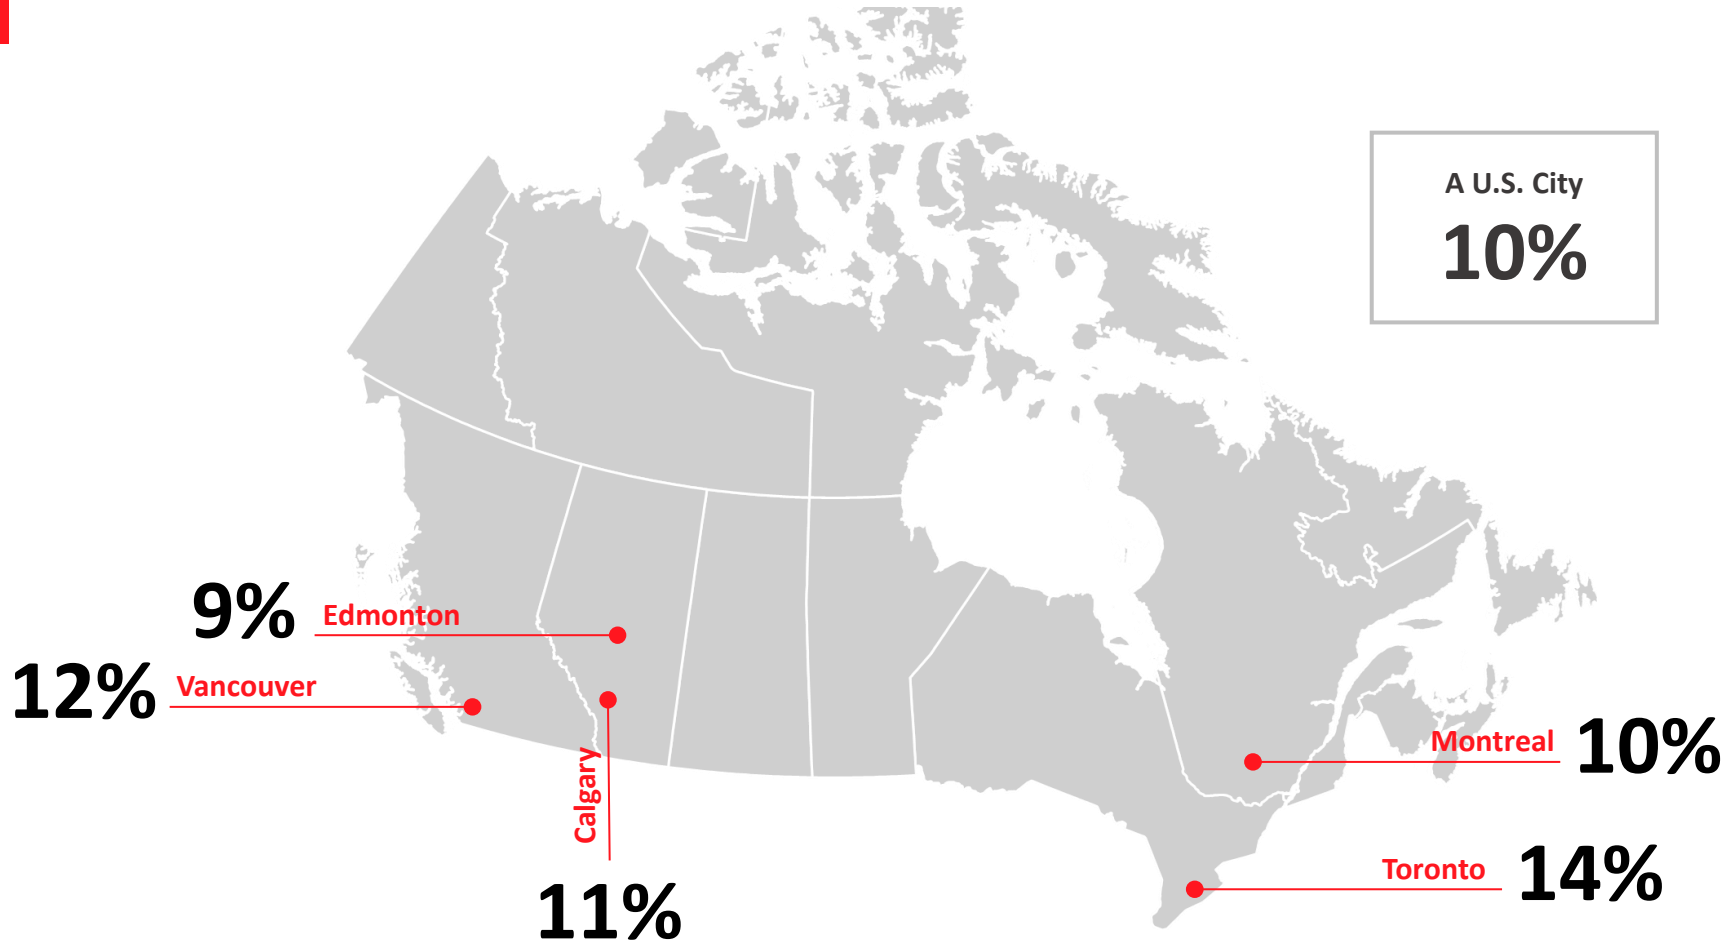 A U.S. City
10%
9%
Edmonton
12%
Vancouver
Calgary
11%
Montreal
10%
Toronto
14%